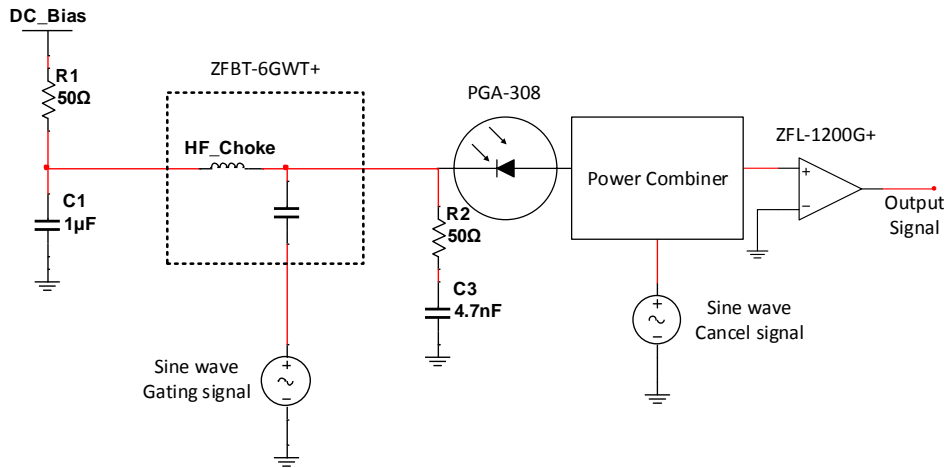 DC_Bias
R1
50Ω
ZFBT-6GWT+
HF_Choke
C1
1µF
PGA-308
R2
50Ω
C3
4.7nF
Power Combiner
ZFL-1200G+
+
−
Output
Signal
+
−
Sine wave
Gating signal
+
−
Sine wave
Cancel signal